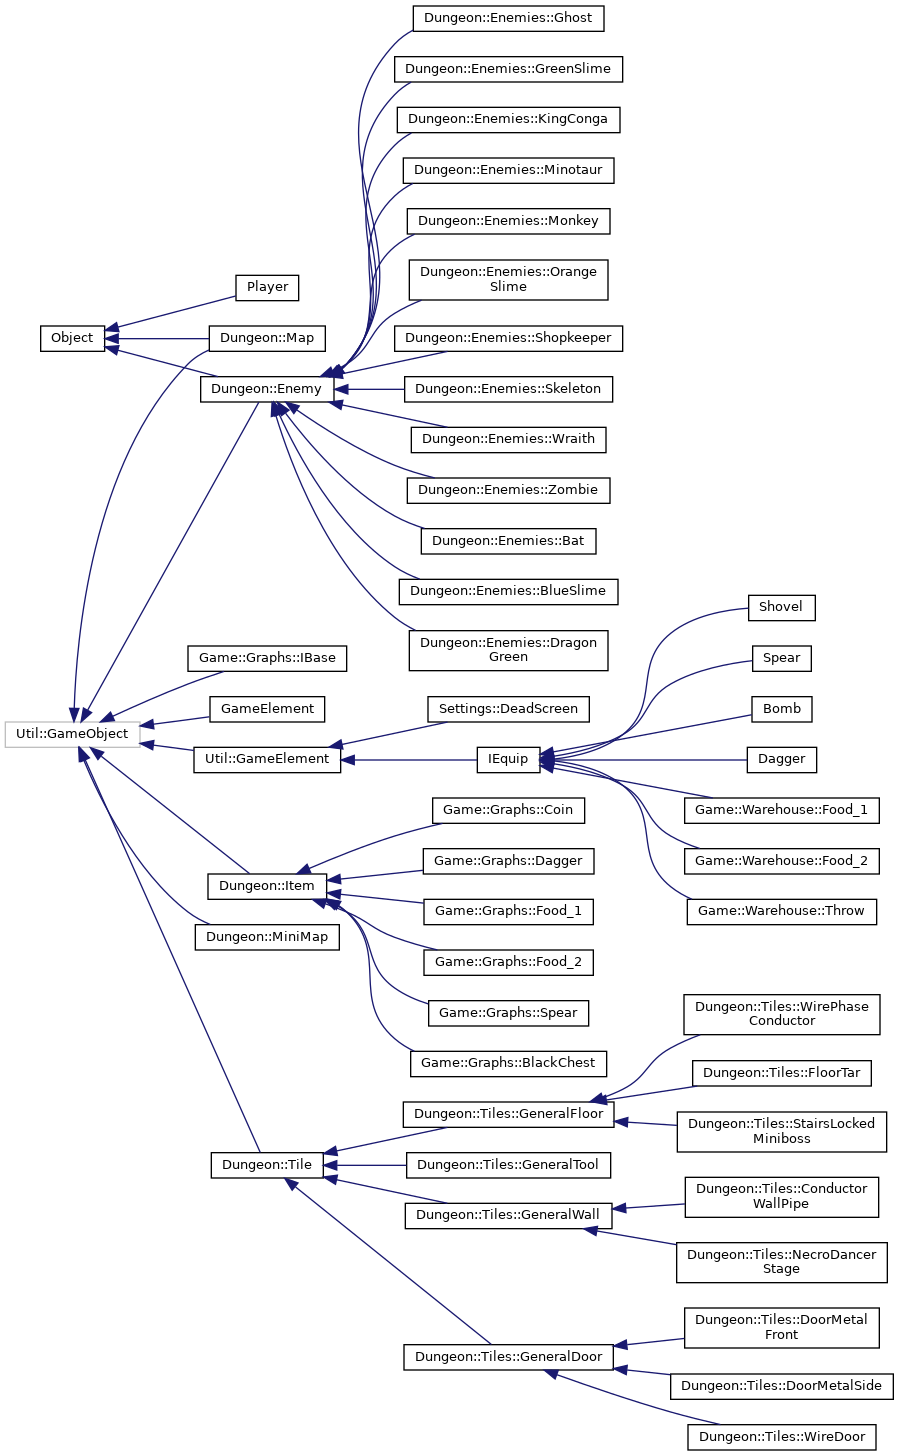 Dungeon::Enemies::Ghost
Dungeon::Enemies::GreenSlime
Dungeon::Enemies::KingConga
Dungeon::Enemies::Minotaur
Dungeon::Enemies::Monkey
Dungeon::Enemies::Orange
Slime
Player
Object
Dungeon::Map
Dungeon::Enemies::Shopkeeper
Dungeon::Enemy
Dungeon::Enemies::Skeleton
Dungeon::Enemies::Wraith
Dungeon::Enemies::Zombie
Dungeon::Enemies::Bat
Dungeon::Enemies::BlueSlime
Shovel
Dungeon::Enemies::Dragon
Green
Game::Graphs::IBase
Spear
GameElement
Settings::DeadScreen
Bomb
Util::GameObject
Util::GameElement
IEquip
Dagger
Game::Graphs::Coin
Game::Warehouse::Food_1
Game::Graphs::Dagger
Game::Warehouse::Food_2
Dungeon::Item
Game::Graphs::Food_1
Game::Warehouse::Throw
Dungeon::MiniMap
Game::Graphs::Food_2
Game::Graphs::Spear
Dungeon::Tiles::WirePhase
Conductor
Game::Graphs::BlackChest
Dungeon::Tiles::FloorTar
Dungeon::Tiles::GeneralFloor
Dungeon::Tiles::StairsLocked
Miniboss
Dungeon::Tile
Dungeon::Tiles::GeneralTool
Dungeon::Tiles::Conductor
WallPipe
Dungeon::Tiles::GeneralWall
Dungeon::Tiles::NecroDancer
Stage
Dungeon::Tiles::DoorMetal
Front
Dungeon::Tiles::GeneralDoor
Dungeon::Tiles::DoorMetalSide
Dungeon::Tiles::WireDoor